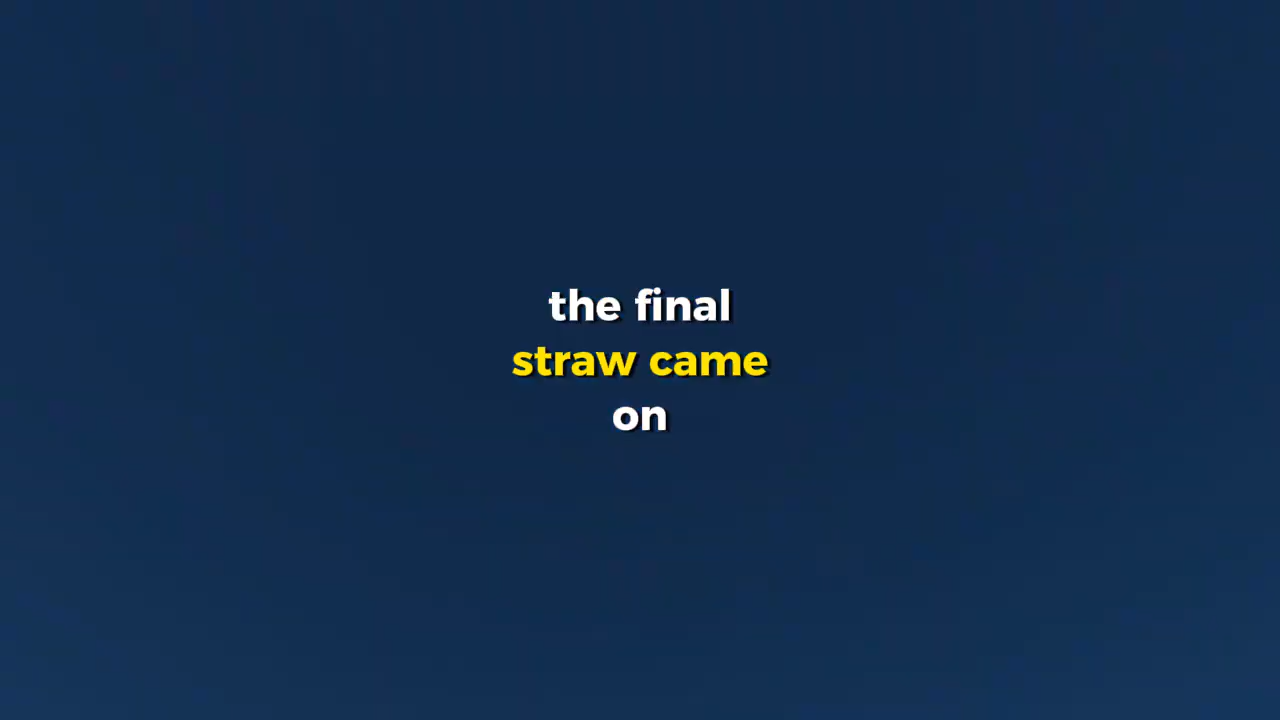 the final
straw came
on